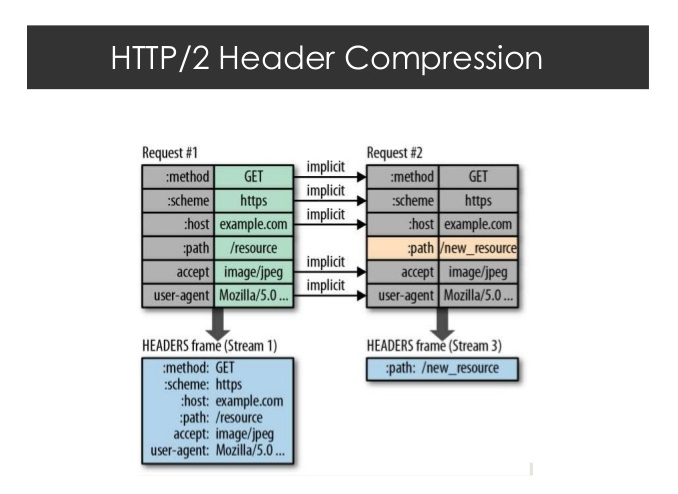 HTTP/2 Header Compression
Request #1
:method GET
:scheme https
:host example.com
:path /resource
accept image/jpeg
user-agent Mozilla/5.0 ...
implicit
implicit
implicit
implicit
implicit
Request #2
:method GET
:scheme https
:host example.com
:path /new_resource
accept image/jpeg
user-agent Mozilla/5.0 ...
HEADERS frame (Stream 1)
:method: GET
:scheme: https
:host: example.com
:path: /resource
accept: image/jpeg
user-agent: Mozilla/5.0 ...
HEADERS frame (Stream 3)
:path: /new_resource